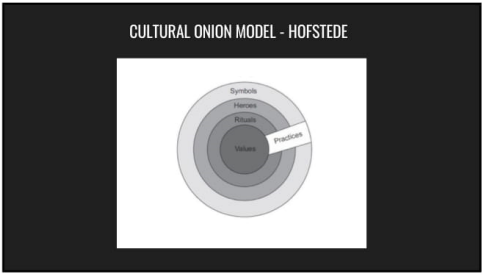 CULTURAL ONION MODEL - HOFSTEDE
Symbols
Heroes
Rituals
Practices
Values